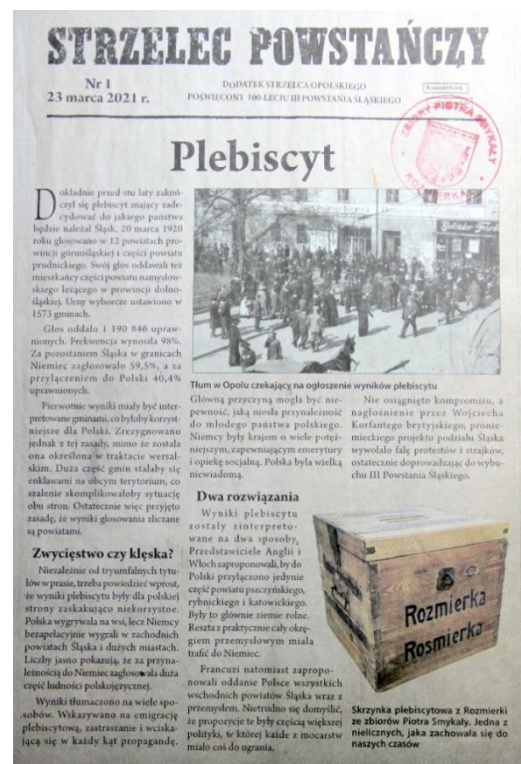 STRZELEC POWSTAŃCZY
Nr 1
23 marca 2021 r.
DODATEK STRZELCA OPOLSKIEGO
POŚWIĘCONY 100-LECIU III POWSTANIA ŚLĄSKIEGO
ZBIORY PIOTRA SMYKAŁY
ROZMIERKA
Plebiscyt
Dokładnie przed stu laty zakoń-
czył się plebiscyt mający zade-
cydować do jakiego państwa
będzie należał Śląsk. 20 marca 1920
roku głosowano w 12 powiatach pro-
wincji górnośląskiej i części powiatu
prudnickiego. Swój głos oddawali też
mieszkańcy części powiatu namysłow-
skiego leżącego w prowincji dolno-
śląskiej. Urny wyborcze ustawiono w
1573 gminach.
Głos oddało 1 190 846 upraw-
nionych. Frekwencja wynosiła 98%.
Za pozostaniem Śląska w granicach
Niemiec zagłosowało 59,5%, a za
przyłączeniem do Polski 40,4%
uprawnionych.
Pierwotnie wyniki miały być inter-
pretowane gminami, co byłoby korzyst-
niejsze dla Polski. Zrezygnowano
jednak z tej zasady, mimo że została
ona określona w traktacie wersal-
skim. Duża część gmin stałaby się
enklawami na obcym terytorium, co
szalenie skomplikowałoby sytuację
obu stron. Ostatecznie więc przyjęto
zasadę, że wyniki głosowania zliczane
są powiatami.
Zwycięstwo czy klęska?
Niezależnie od tryumfalnych tytu-
łów w prasie, trzeba powiedzieć wprost,
że wyniki plebiscytu były dla polskiej
strony zaskakująco niekorzystne.
Polska wygrywała na wsi, lecz Niemcy
bezapelacyjnie wygrali w zachodnich
powiatach Śląska i dużych miastach.
Liczby jasno pokazują, że za przyna-
leżnością do Niemiec zagłosowała duża
część ludności polskojęzycznej.
Wyniki tłumaczono na wiele spo-
sobów. Wskazywano na emigrację
plebiscytową, zastraszanie i wciska-
jącą się w każdy kąt propagandę.
Tłum w Opolu czekający na ogłoszenie wyników plebiscytu
Główną przyczyną mogła być nie-
pewność, jaką niosła przynależność
do młodego państwa polskiego.
Niemcy były krajem o wiele potęż-
niejszym, zapewniającym emerytury
i opiekę socjalną. Polska była wielką
niewiadomą.
Dwa rozwiązania
Wyniki plebiscytu
zostały zinterpreto-
wane na dwa sposoby.
Przedstawiciele Anglii i
Włoch zaproponowali, by do
Polski przyłączono jedynie
część powiatu pszczyńskiego,
rybnickiego i katowickiego.
Były to głównie ziemie rolne.
Reszta z praktycznie cały okrę-
giem przemysłowym miała
trafić do Niemiec.
Francuzi natomiast zapropo-
nowali oddanie Polsce wszystkich
wschodnich powiatów Śląska wraz z
przemysłem. Nietrudno się domyślić,
że propozycje te były częścią większej
polityki, w której każde z mocarstw
miało coś do ugrania.
Nie osiągnięto kompromisu, a
nagłośnienie przez Wojciecha
Korfantego brytyjskiego, pronie-
mieckiego projektu podziału Śląska
wywołało falę protestów i strajków,
ostatecznie doprowadzając do wybu-
chu III Powstania Śląskiego.
Rozmierka
Rosmierka
Skrzynka plebiscytowa z Rozmierki
ze zbiorów Piotra Smykały. Jedna z
nielicznych, jaka zachowała się do
naszych czasów